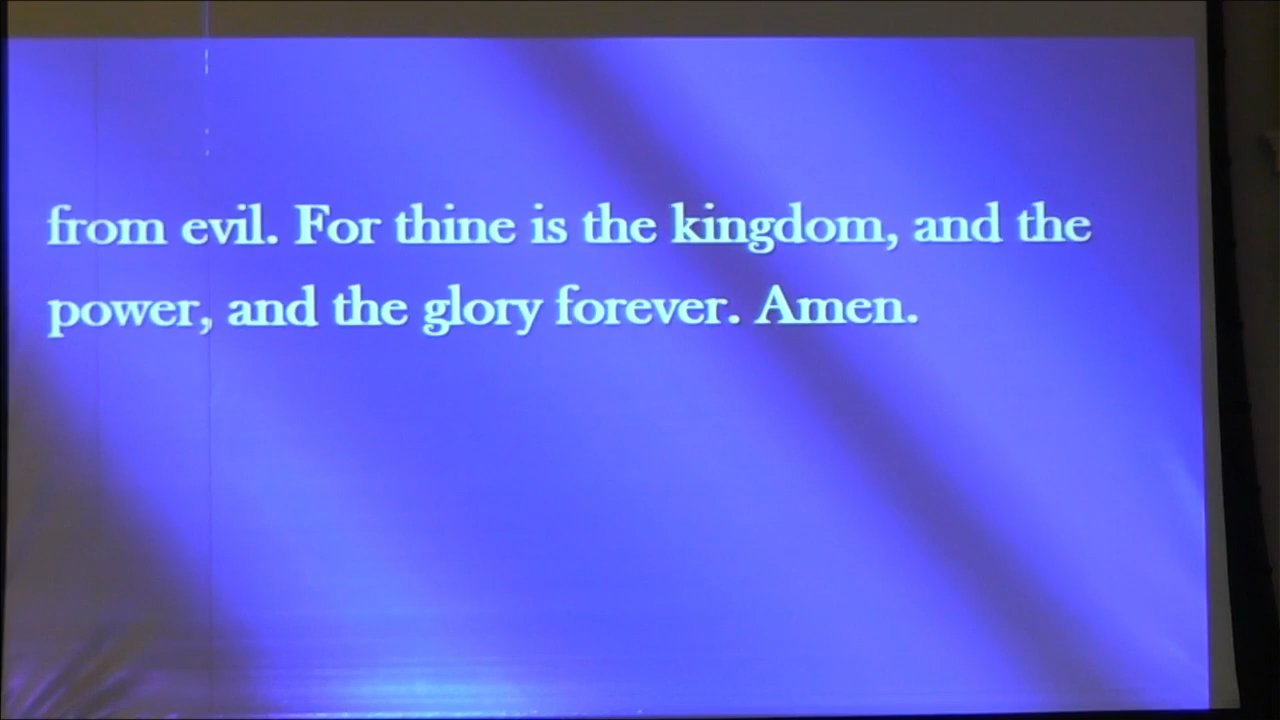 from evil. For thine is the kingdom, and the
power, and the glory forever. Amen.